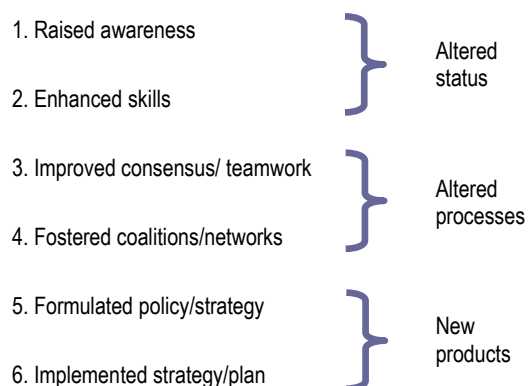 1. Raised awareness
2. Enhanced skills
Altered
status
3. Improved consensus/ teamwork
4. Fostered coalitions/networks
Altered
processes
5. Formulated policy/strategy
6. Implemented strategy/plan
New
products